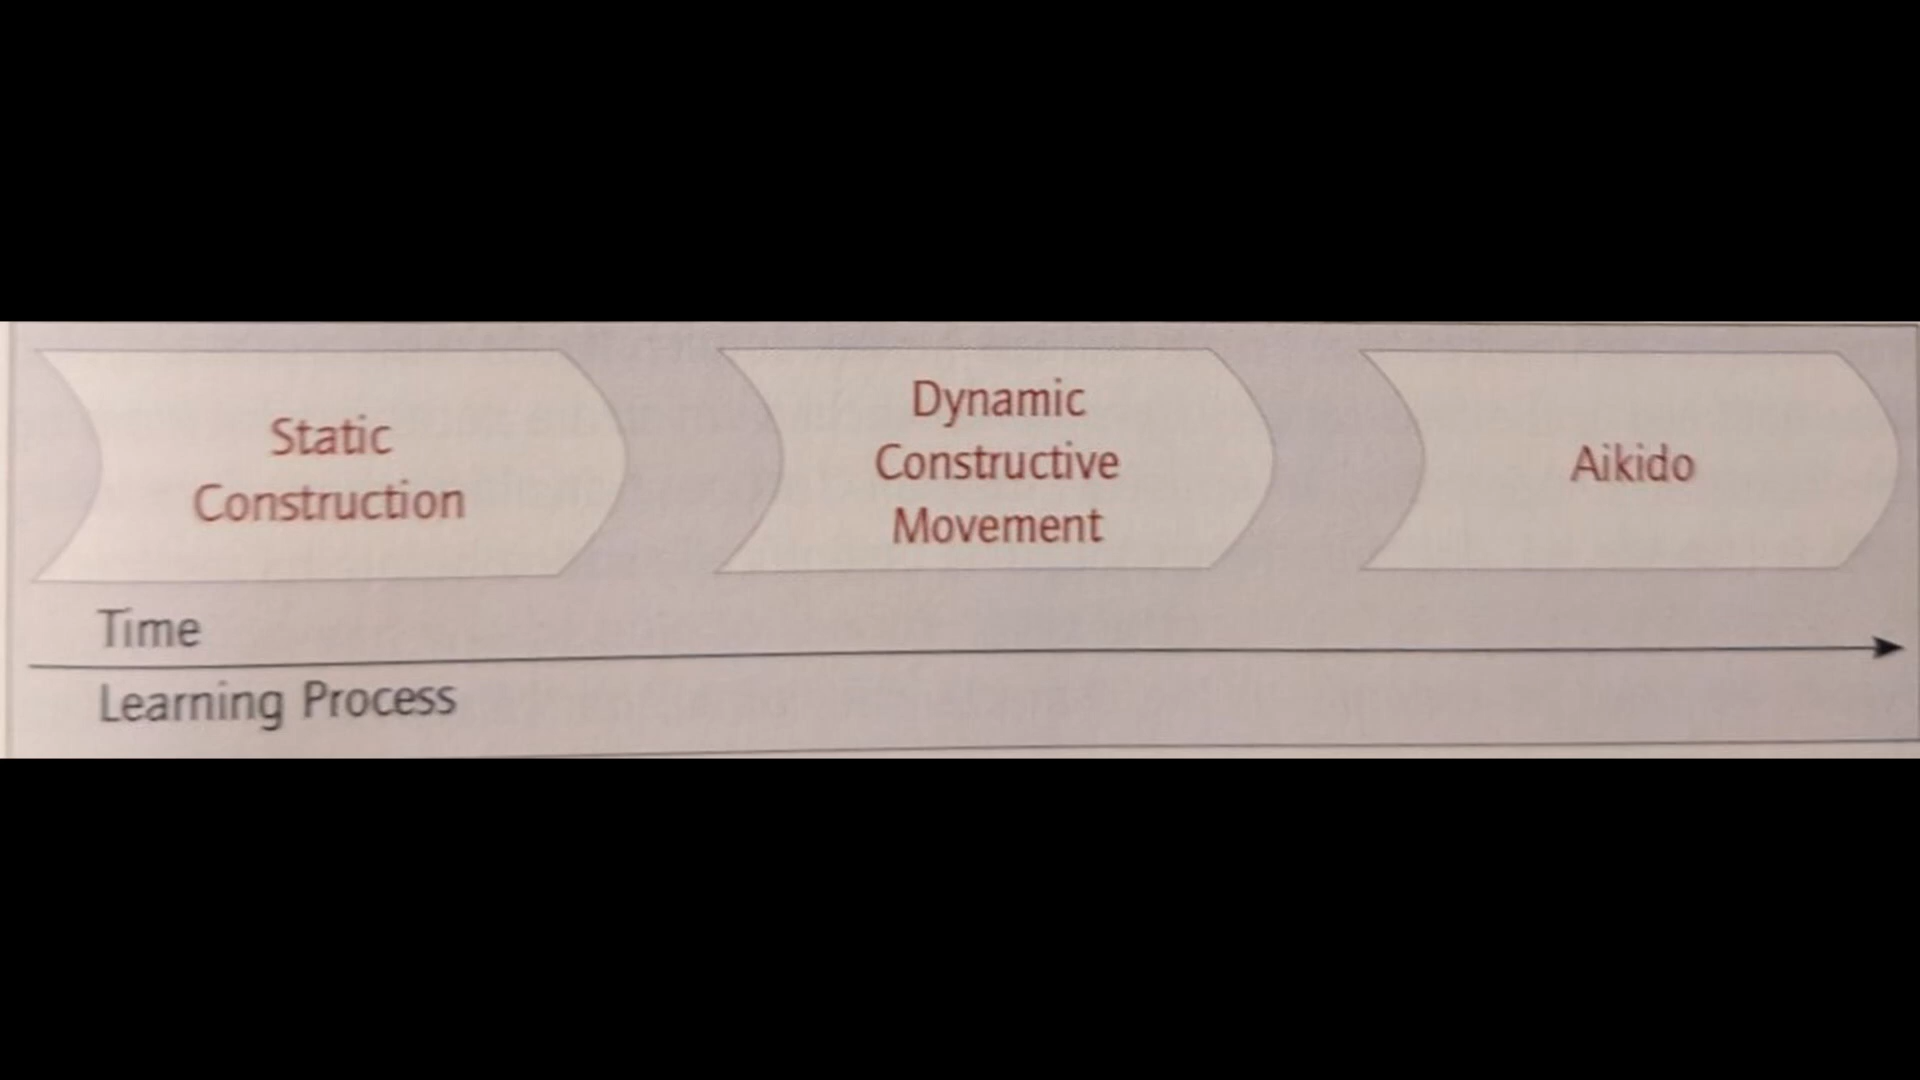 Static
Construction
Dynamic
Constructive
Movement
Aikido
Time
Learning Process